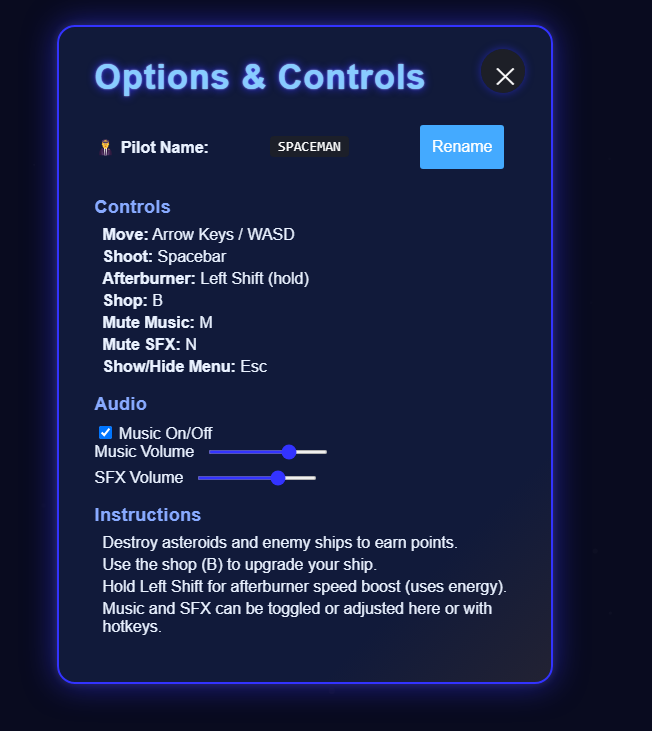 Options & Controls
Pilot Name: SPACEMAN Rename
Controls
Move: Arrow Keys / WASD
Shoot: Spacebar
Afterburner: Left Shift (hold)
Shop: B
Mute Music: M
Mute SFX: N
Show/Hide Menu: Esc
Audio
Music On/Off
Music Volume
SFX Volume
Instructions
Destroy asteroids and enemy ships to earn points.
Use the shop (B) to upgrade your ship.
Hold Left Shift for afterburner speed boost (uses energy).
Music and SFX can be toggled or adjusted here or with
hotkeys.